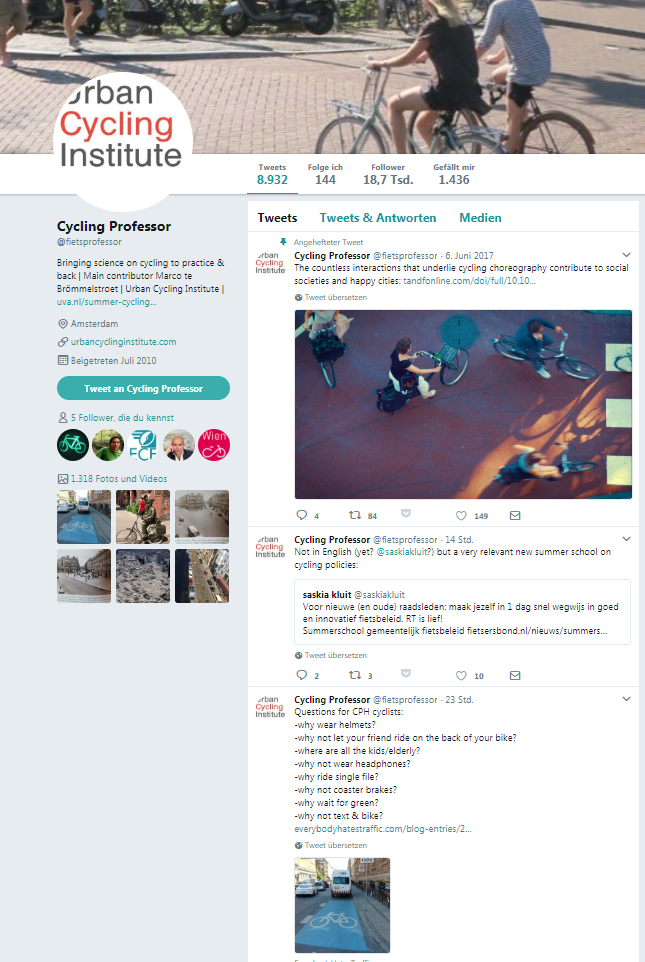 urban
Cycling
Institute
Tweets
8.932
Folge ich
144
Follower
18,7 Tsd.
Gefällt mir
1.436
Cycling Professor
@fietsprofessor
Bringing science on cycling to practice &
back | Main contributor Marco te
Brömmelstroet | Urban Cycling Institute |
uva.nl/summer-cycling...
Amsterdam
urbancyclinginstitute.com
Beigetreten Juli 2010
Tweet an Cycling Professor
5 Follower, die du kennst
ECF
Wien
1.318 Fotos und Videos
Tweets
Tweets & Antworten
Medien
Angehefteter Tweet
urban
Cycling
Institute
Cycling Professor @fietsprofessor · 6. Juni 2017
The countless interactions that underlie cycling choreography contribute to social
societies and happy cities: tandfonline.com/doi/full/10.10...
Tweet übersetzen
4
84
149
urban
Cycling
Institute
Cycling Professor @fietsprofessor · 14 Std.
Not in English (yet? @saskiakluit?) but a very relevant new summer school on
cycling policies:
saskia kluit @saskiakluit
Voor nieuwe (en oude) raadsleden: maak jezelf in 1 dag snel wegwijs in goed
en innovatief fietsbeleid. RT is lief!
Summerschool gemeentelijk fietsbeleid fietsersbond.nl/nieuws/summers...
Tweet übersetzen
2
3
10
urban
Cycling
Institute
Cycling Professor @fietsprofessor · 23 Std.
Questions for CPH cyclists:
-why wear helmets?
-why not let your friend ride on the back of your bike?
-where are all the kids/elderly?
-why not wear headphones?
-why ride single file?
-why not coaster brakes?
-why wait for green?
-why not text & bike?
everybodyhatestraffic.com/blog-entries/2...
Tweet übersetzen